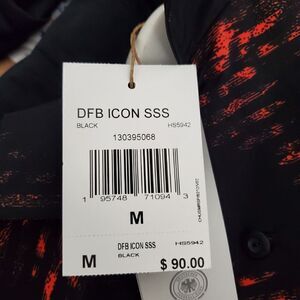 DFB ICON SSS
BLACK HS5942
130395068
1 95748 71094 3
M
DFB ICON SSS HS5942
M BLACK $ 90.00